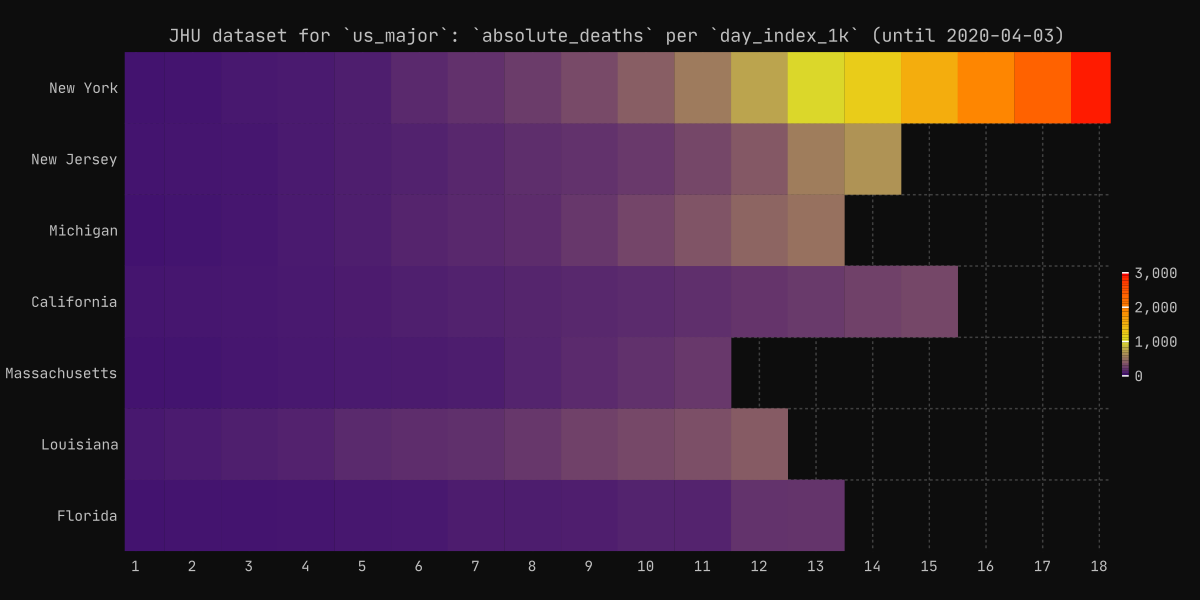 JHU dataset for `us_major`: `absolute_deaths` per `day_index_1k` (until 2020-04-03)
New York
New Jersey
Michigan
California
Massachusetts
Louisiana
Florida
1 2 3 4 5 6 7 8 9 10 11 12 13 14 15 16 17 18
3,000
2,000
1,000
0